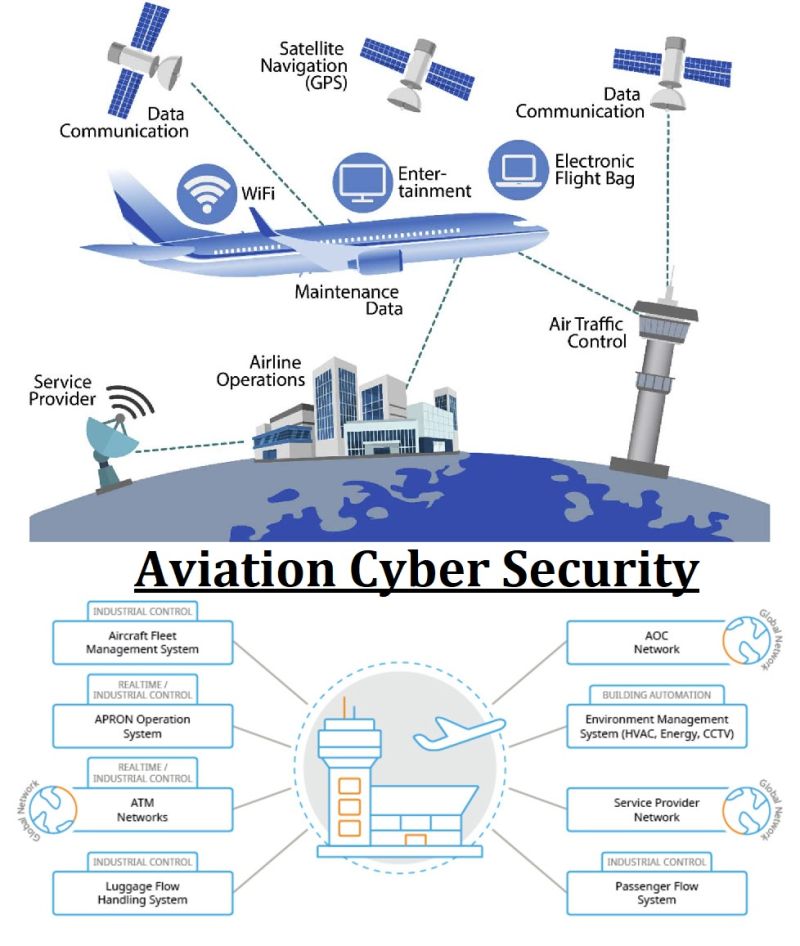 Data
Communication
Satellite
Navigation
(GPS)
Data
Communication
WiFi
Enter-
tainment
Electronic
Flight Bag
Maintenance
Data
Air Traffic
Control
Airline
Operations
Service
Provider
Aviation Cyber Security
INDUSTRIAL CONTROL
Aircraft Fleet
Management System
AOC
Network
Global Network
REALTIME /
INDUSTRIAL CONTROL
APRON Operation
System
BUILDING AUTOMATION
Environment Management
System (HVAC, Energy, CCTV)
REALTIME /
INDUSTRIAL CONTROL
ATM
Networks
Global Network
Service Provider
Network
Global Network
INDUSTRIAL CONTROL
Luggage Flow
Handling System
INDUSTRIAL CONTROL
Passenger Flow
System